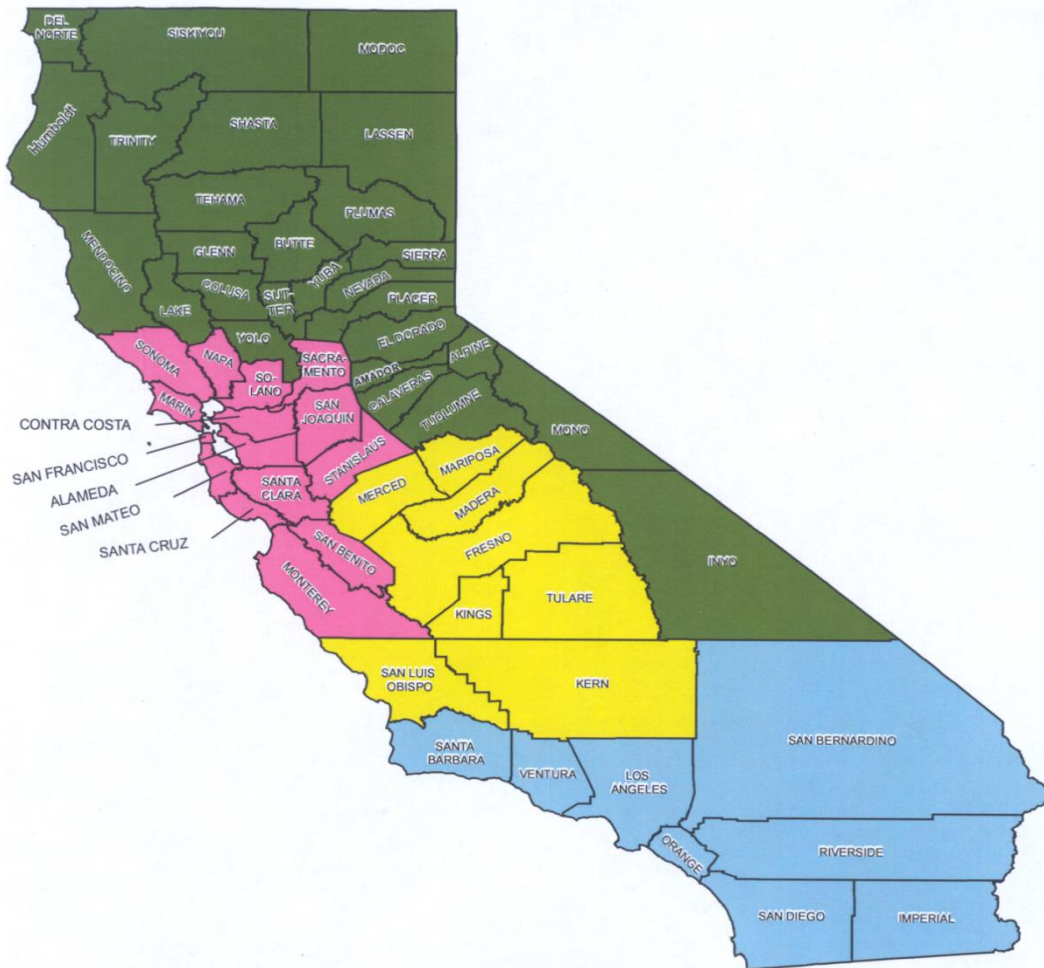 DEL
NORTE
SISKIYOU
MODOC
Humboldt
TRINITY
SHASTA
LASSEN
TEHAMA
PLUMAS
MENDOCINO
GLENN
BUTTE
SIERRA
YUBA
NEVADA
COLUSA
SUT-
TER
PLACER
LAKE
YOLO
EL DORADO
SONOMA
NAPA
SACRA-
MENTO
ALPINE
AMADOR
SO-
LANO
CALAVERAS
MARIN
SAN
JOAQUIN
TUOLUMNE
CONTRA COSTA
MONO
STANISLAUS
MARIPOSA
SAN FRANCISCO
SANTA
CLARA
MERCED
ALAMEDA
MADERA
SAN MATEO
SANTA CRUZ
SAN BENITO
FRESNO
INYO
MONTEREY
KINGS
TULARE
SAN LUIS
OBISPO
KERN
SAN BERNARDINO
SANTA
BARBARA
VENTURA
LOS
ANGELES
ORANGE
RIVERSIDE
SAN DIEGO
IMPERIAL